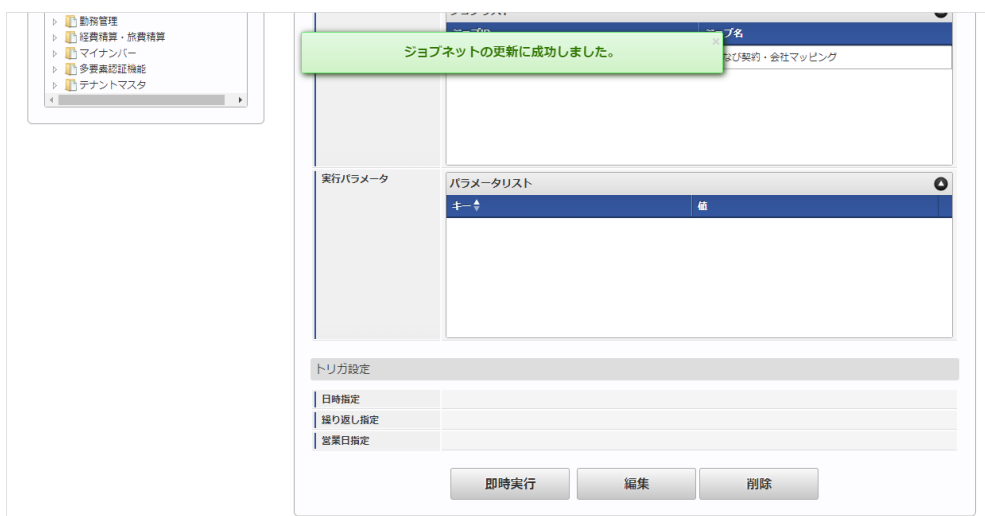 勤務管理
経費積算・旅費積算
マイナンバー
多要素認証機能
テナントマスタ
ジョブネットの更新に成功しました。
×
ブ名
なび契約・会社マッピング
実行パラメータ
パラメータリスト
キー
値
トリガ設定
日時指定
繰り返し指定
営業日指定
即時実行
編集
削除